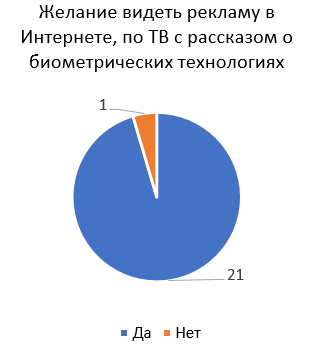 Желание видеть рекламу в
Интернете, по ТВ с рассказом о
биометрических технологиях
1
21
Да
Нет